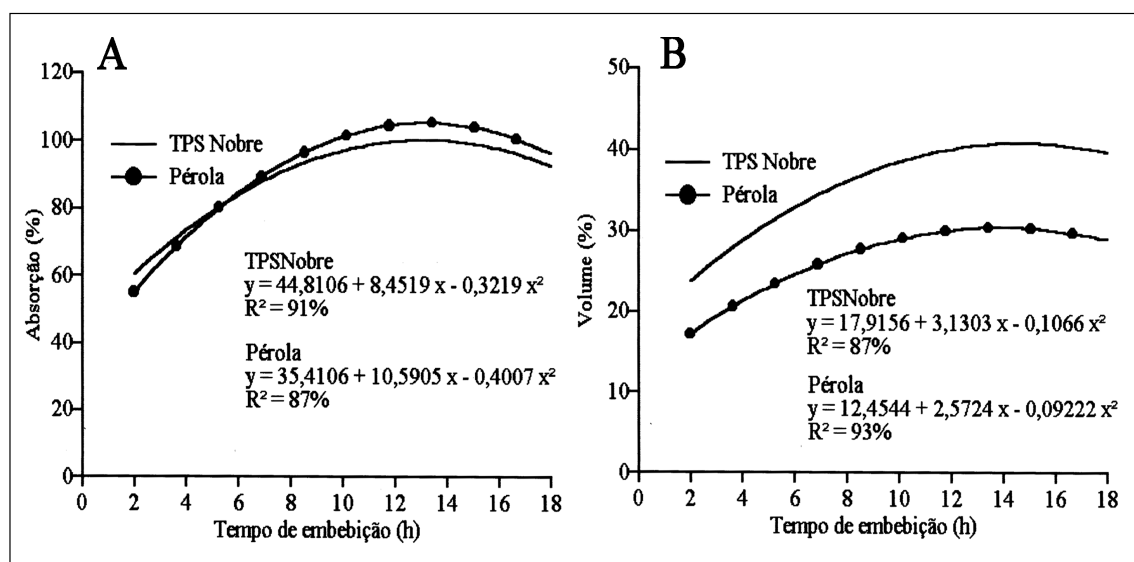 A
Absorção (%)
120
100
80
60
40
20
0
TPS Nobre
Pérola
TPSNobre
y = 44,8106 + 8,4519 x - 0,3219 x²
R² = 91%
Pérola
y = 35,4106 + 10,5905 x - 0,4007 x²
R² = 87%
0 2 4 6 8 10 12 14 16 18
Tempo de embebição (h)
B
Volume (%)
50
40
30
20
10
0
TPS Nobre
Pérola
TPSNobre
y = 17,9156 + 3,1303 x - 0,1066 x²
R² = 87%
Pérola
y = 12,4544 + 2,5724 x - 0,09222 x²
R² = 93%
0 2 4 6 8 10 12 14 16 18
Tempo de embebição (h)